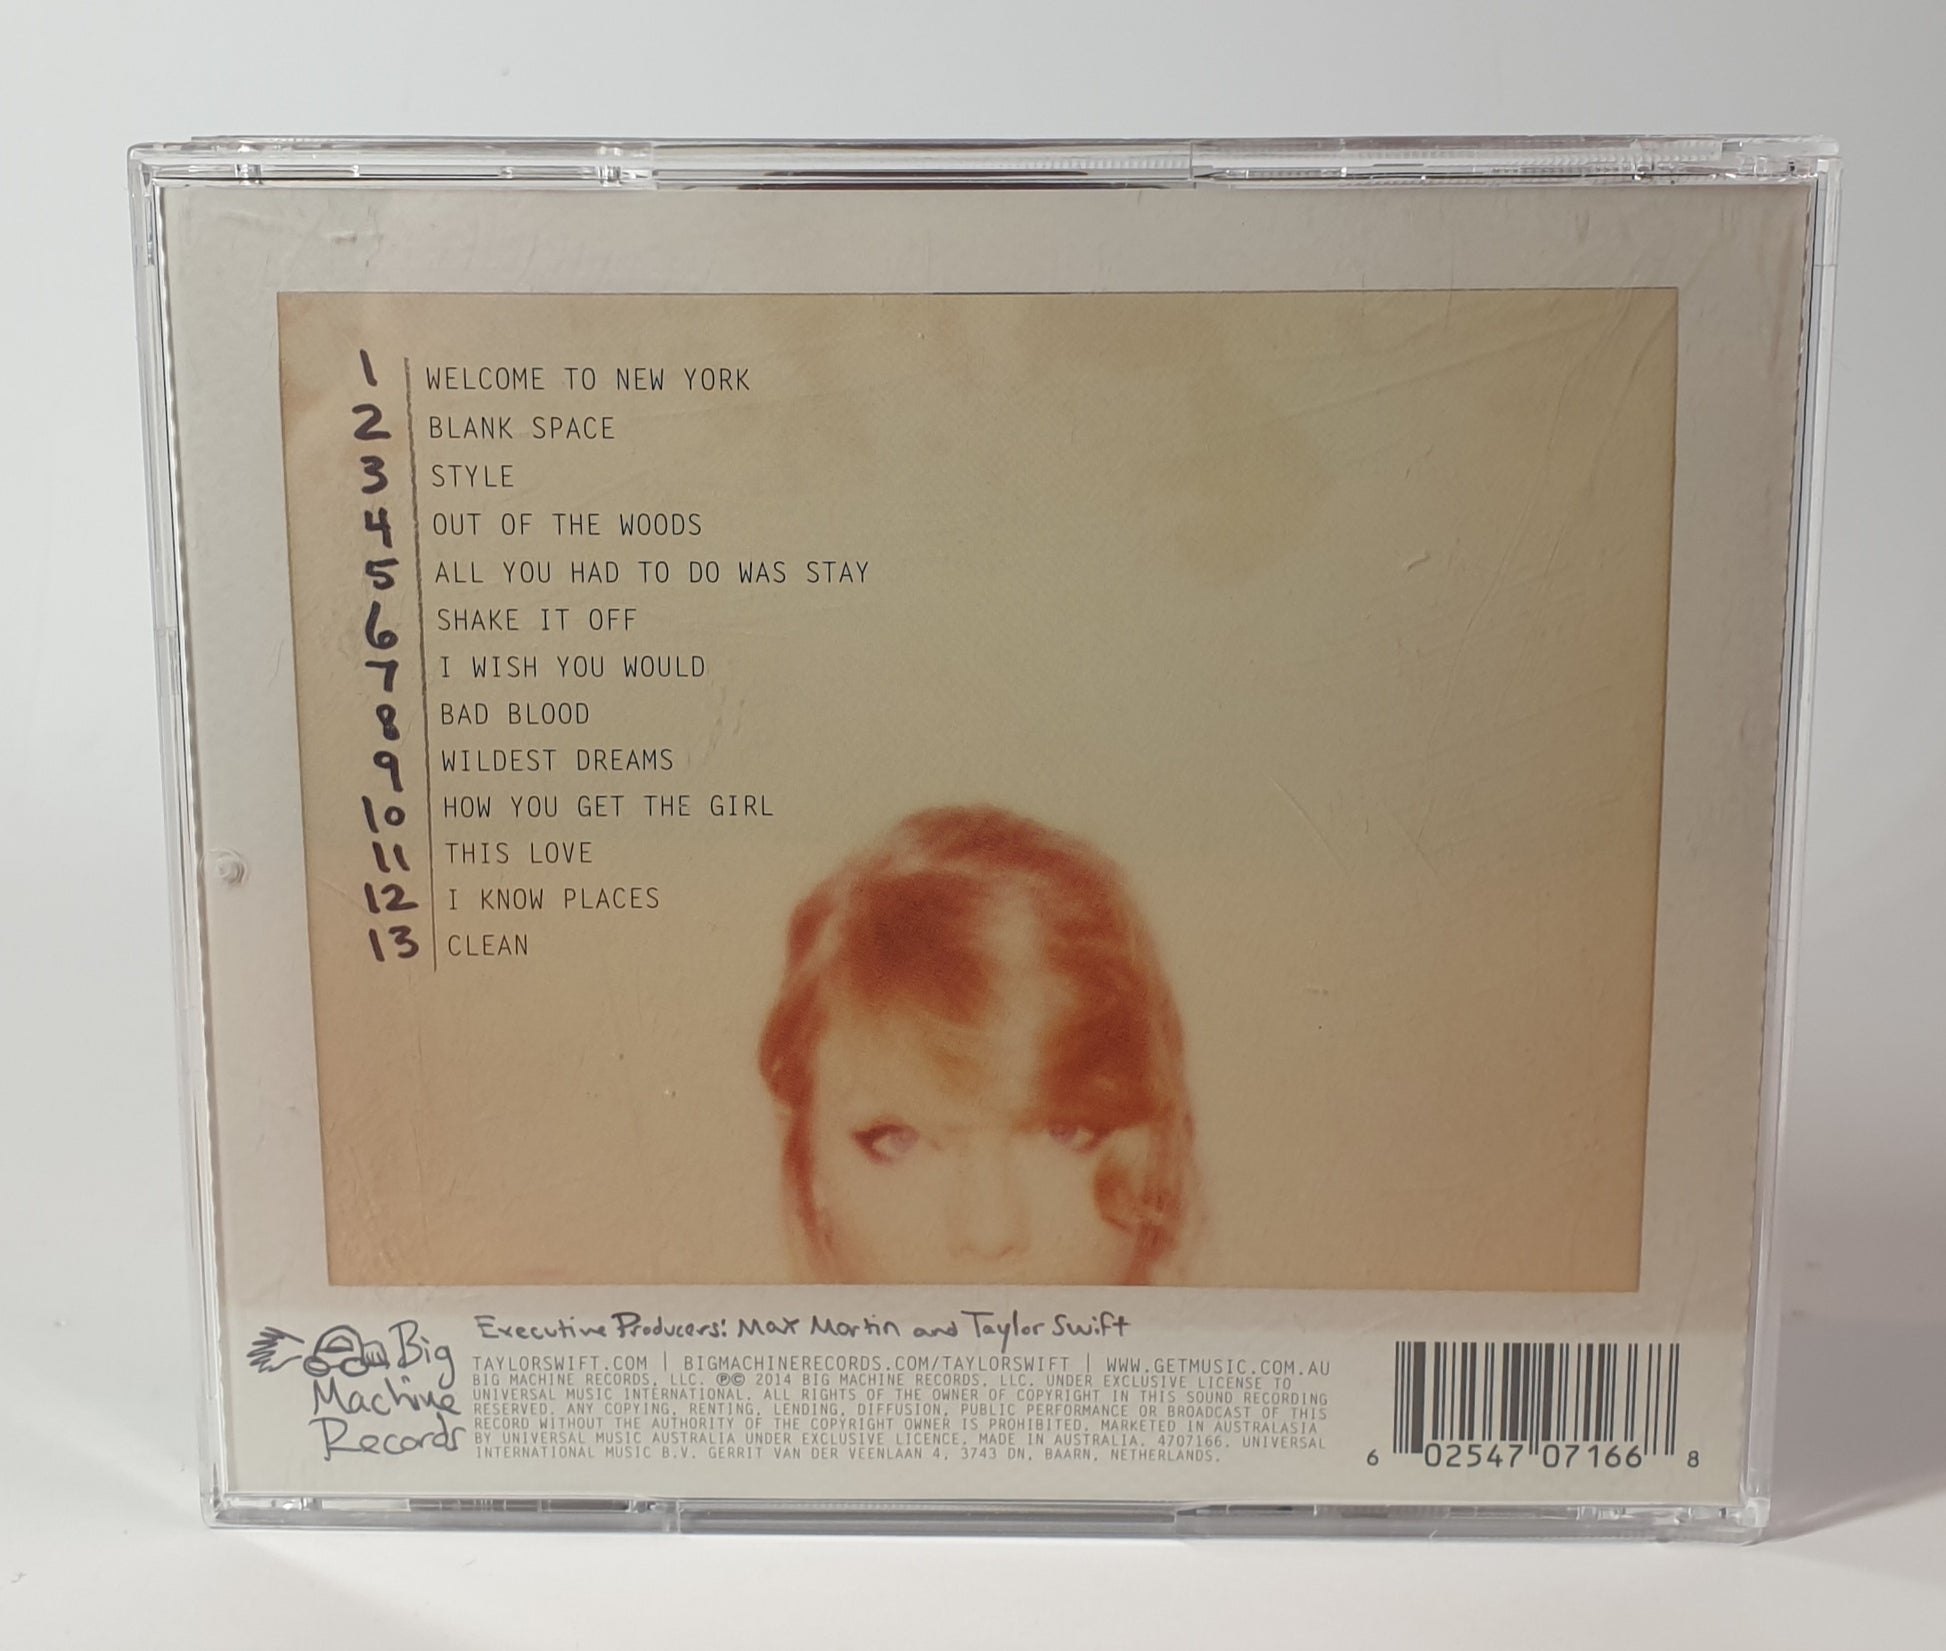 1 WELCOME TO NEW YORK
2 BLANK SPACE
3 STYLE
4 OUT OF THE WOODS
5 ALL YOU HAD TO DO WAS STAY
6 SHAKE IT OFF
7 I WISH YOU WOULD
8 BAD BLOOD
9 WILDEST DREAMS
10 HOW YOU GET THE GIRL
11 THIS LOVE
12 I KNOW PLACES
13 CLEAN
Big
Machine
Records
Executive Producers: Max Martin and Taylor Swift
TAYLORSWIFT.COM | BIGMACHINERECORDS.COM/TAYLORSWIFT | WWW.GETMUSIC.COM.AU
BIG MACHINE RECORDS, LLC. ℗© 2014 BIG MACHINE RECORDS, LLC. UNDER EXCLUSIVE LICENSE TO
UNIVERSAL MUSIC INTERNATIONAL. ALL RIGHTS OF THE OWNER OF COPYRIGHT IN THIS SOUND RECORDING
RESERVED. ANY COPYING, RENTING, LENDING, DIFFUSION, PUBLIC PERFORMANCE OR BROADCAST OF THIS
RECORD WITHOUT THE AUTHORITY OF THE COPYRIGHT OWNER IS PROHIBITED. MARKETED IN AUSTRALASIA
BY UNIVERSAL MUSIC AUSTRALIA UNDER EXCLUSIVE LICENCE. MADE IN AUSTRALIA. 4707166. UNIVERSAL
INTERNATIONAL MUSIC B.V. GERRIT VAN DER VEENLAAN 4, 3743 DN, BAARN, NETHERLANDS.
6 02547 07166 8